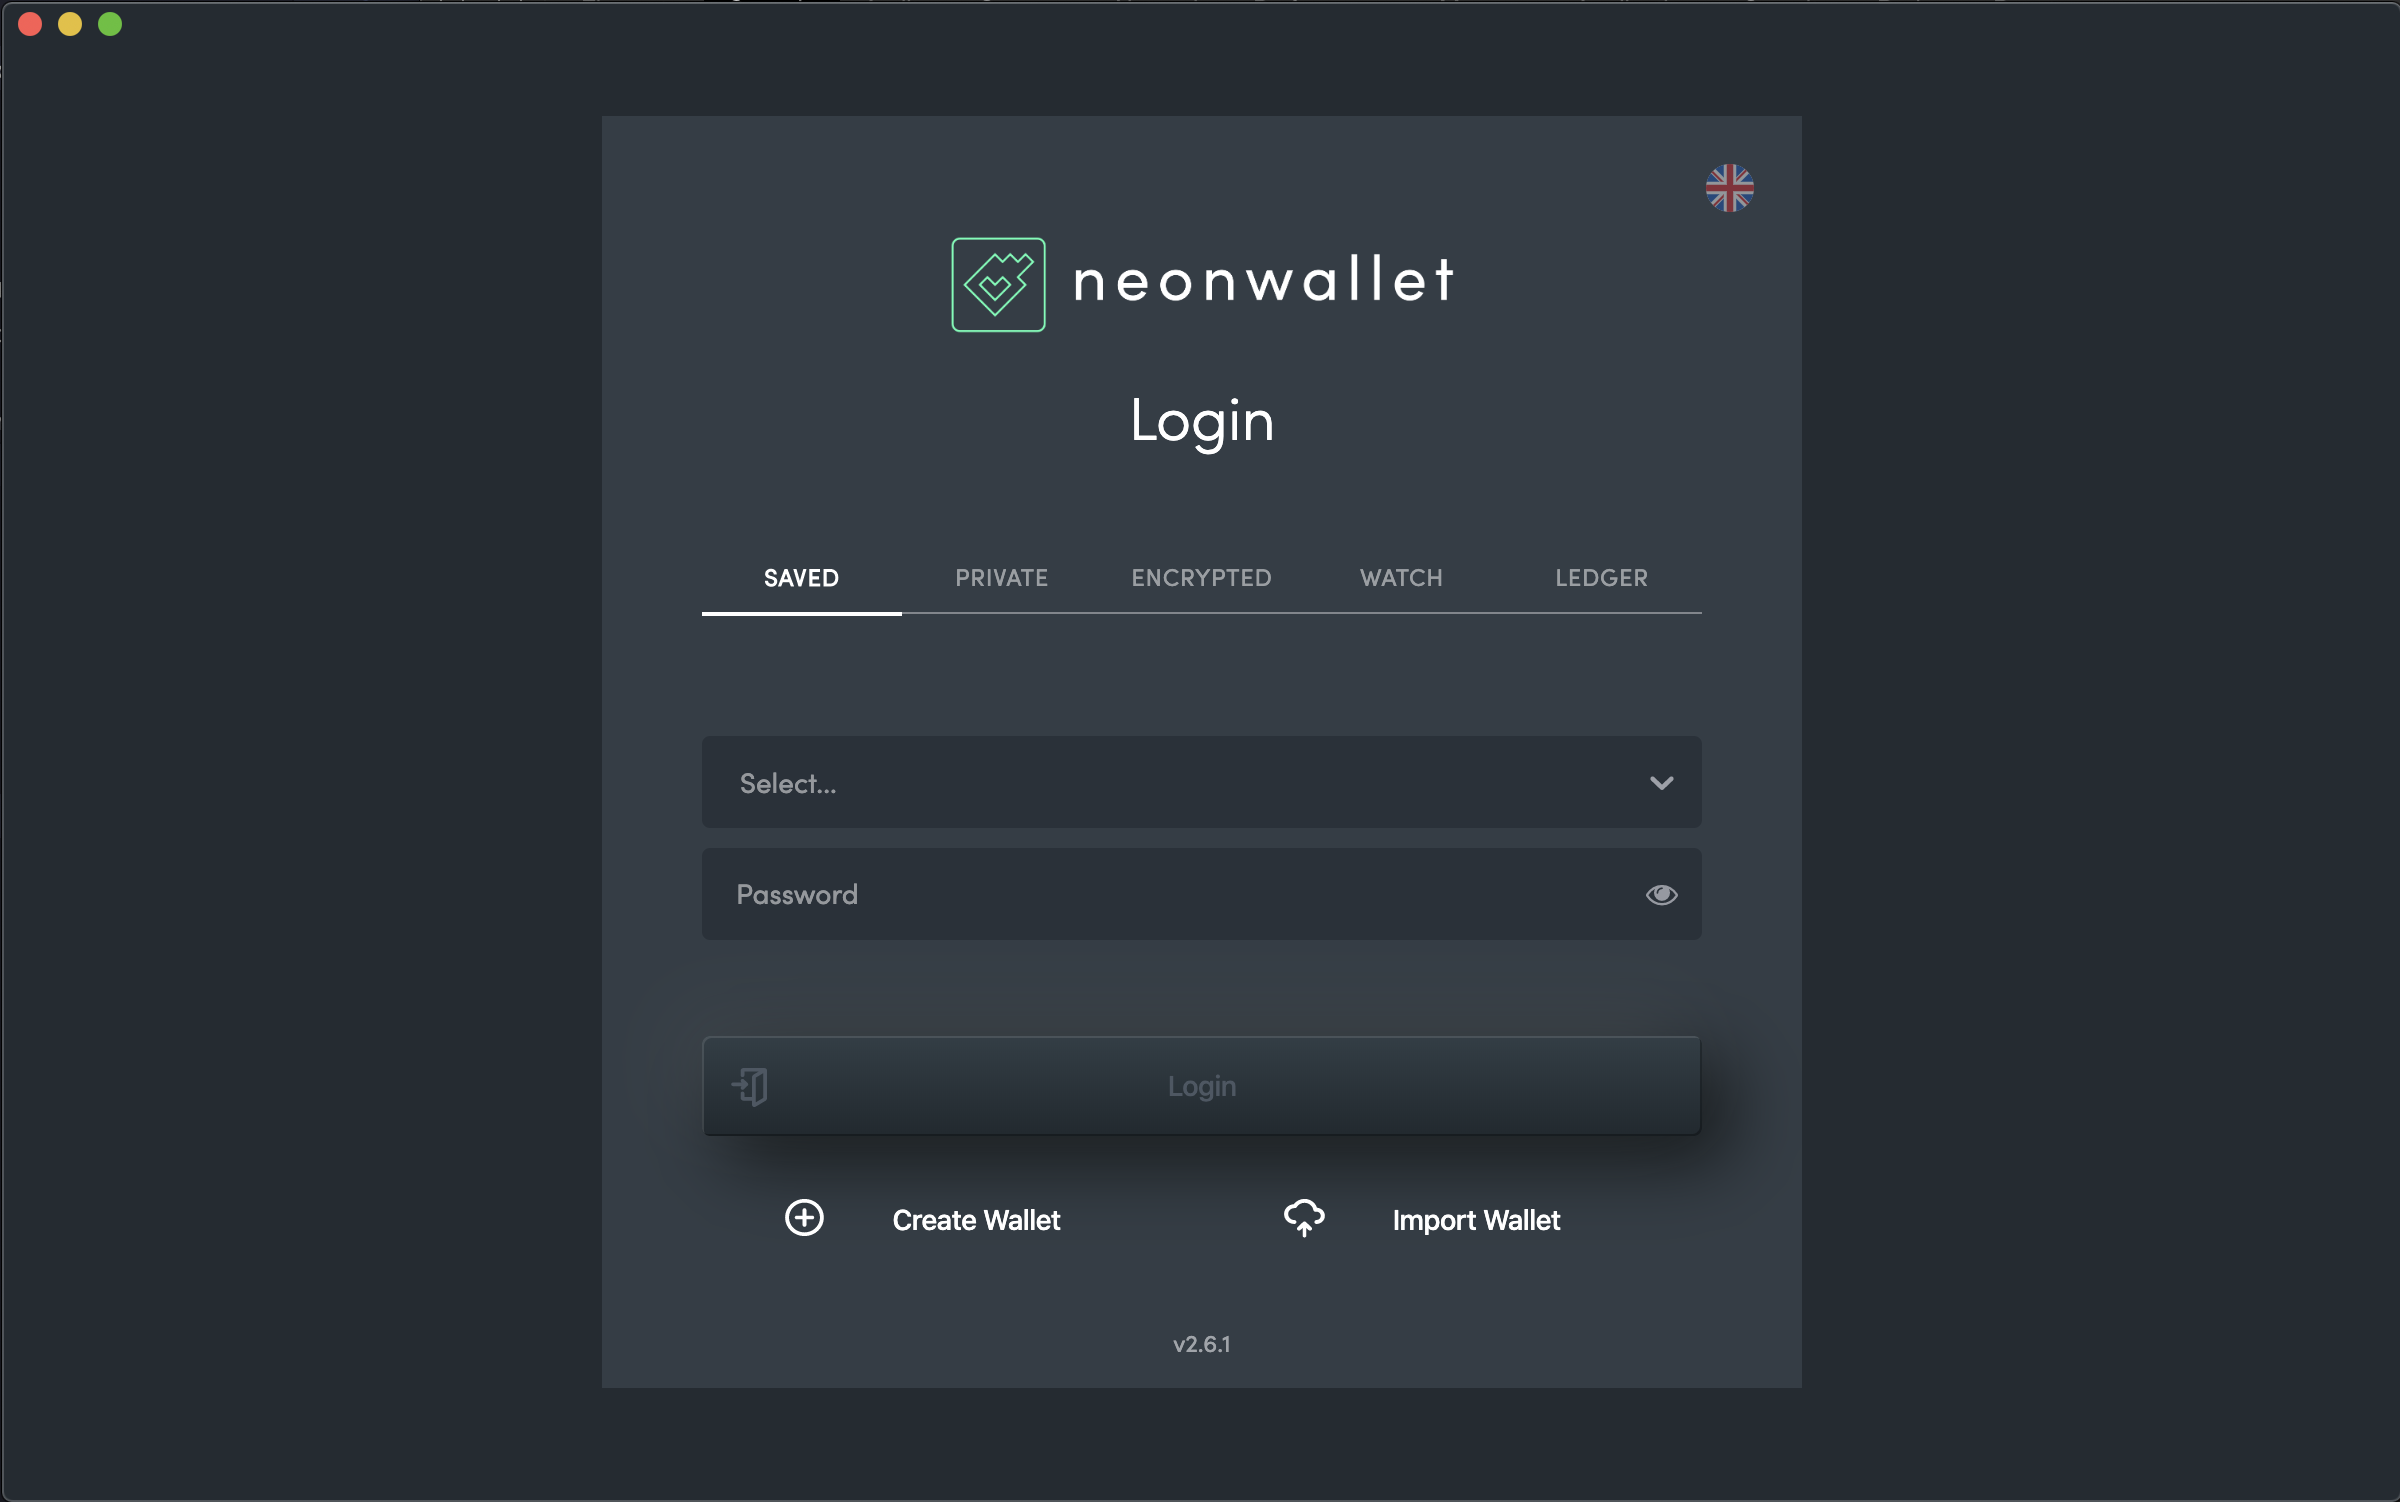 neonwallet
Login
SAVED PRIVATE ENCRYPTED WATCH LEDGER
Select...
Password
Login
Create Wallet Import Wallet
v2.6.1